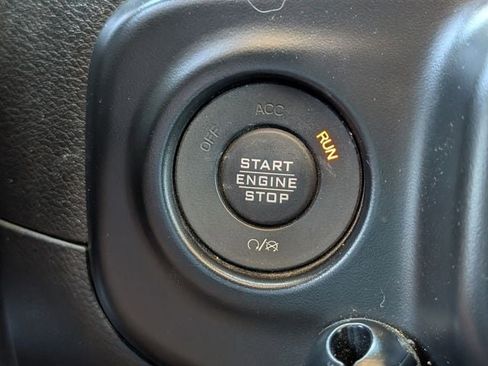 OFF
ACC
RUN
START
ENGINE
STOP